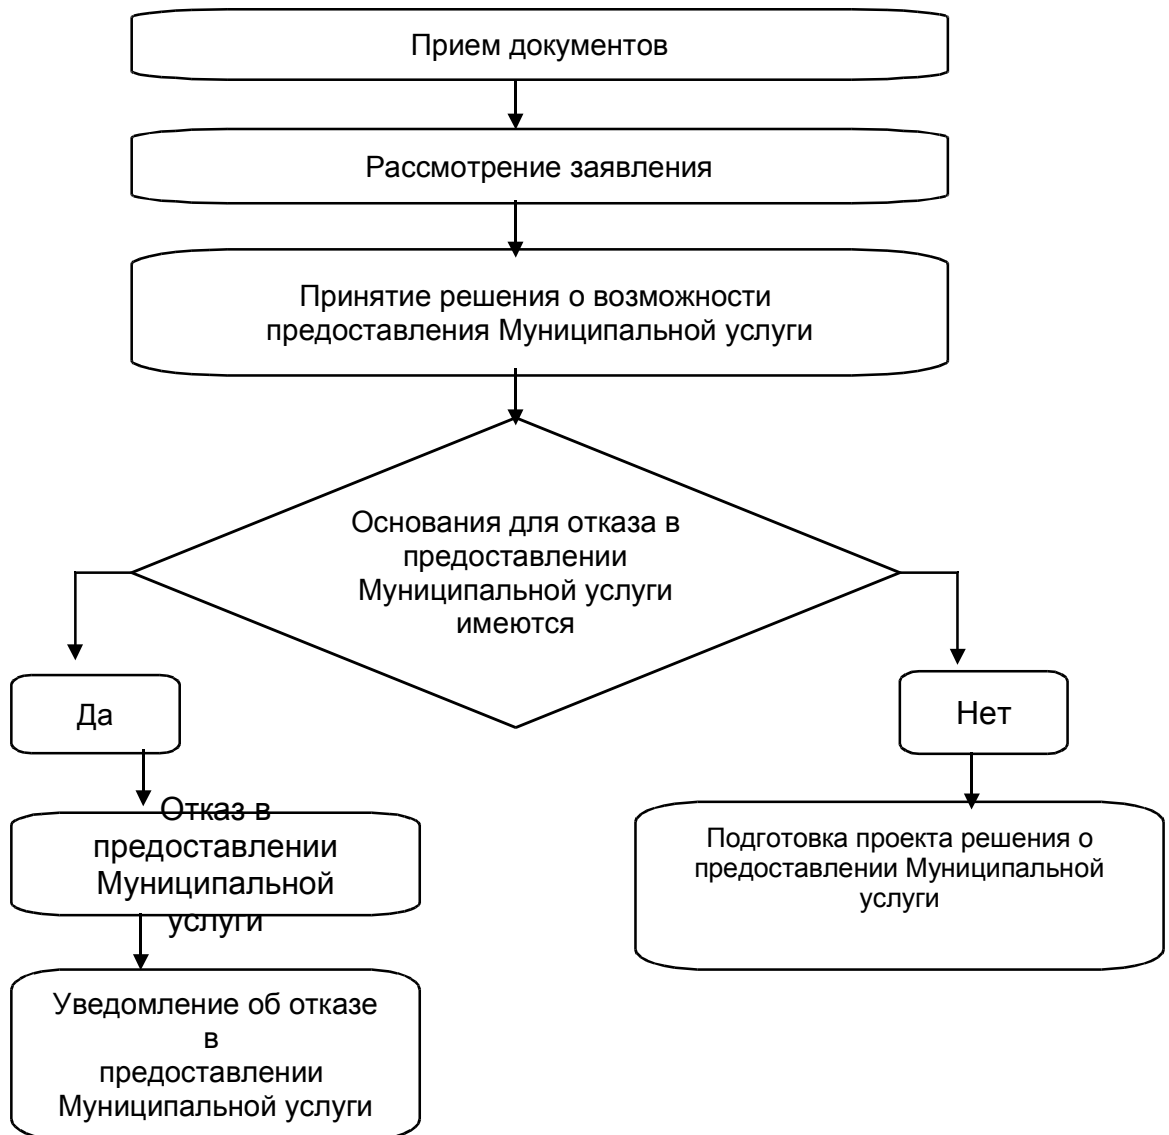 Прием документов
Рассмотрение заявления
Принятие решения о возможности
предоставления Муниципальной услуги
Основания для отказа в
предоставлении
Муниципальной услуги
имеются
Да
Нет
Отказ в
предоставлении
Муниципальной
услуги
Подготовка проекта решения о
предоставлении Муниципальной
услуги
Уведомление об отказе
в
предоставлении
Муниципальной услуги